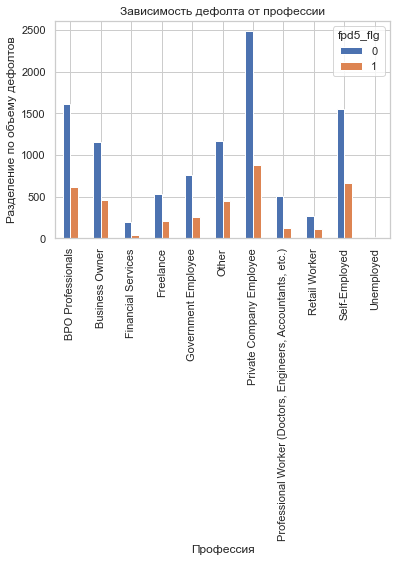 Зависимость дефолта от профессии
fpd5_flg
0
1
Разделение по объему дефолтов
2500
2000
1500
1000
500
0
BPO Professionals
Business Owner
Financial Services
Freelance
Government Employee
Other
Private Company Employee
Professional Worker (Doctors, Engineers, Accountants, etc.)
Retail Worker
Self-Employed
Unemployed
Профессия